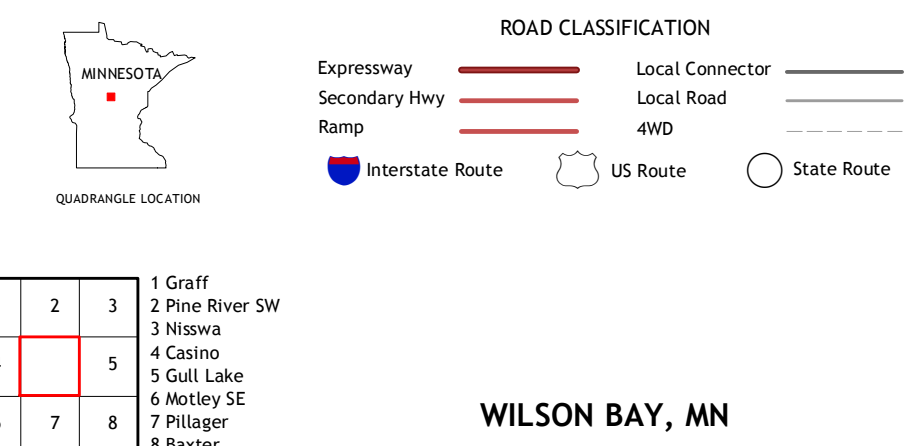 ROAD CLASSIFICATION
MINNESOTA
QUADRANGLE LOCATION
Expressway
Secondary Hwy
Ramp
Local Connector
Local Road
4WD
Interstate Route
US Route
State Route
2 3
5
7 8
1 Graff
2 Pine River SW
3 Nisswa
4 Casino
5 Gull Lake
6 Motley SE
7 Pillager
8 Baxter
WILSON BAY, MN